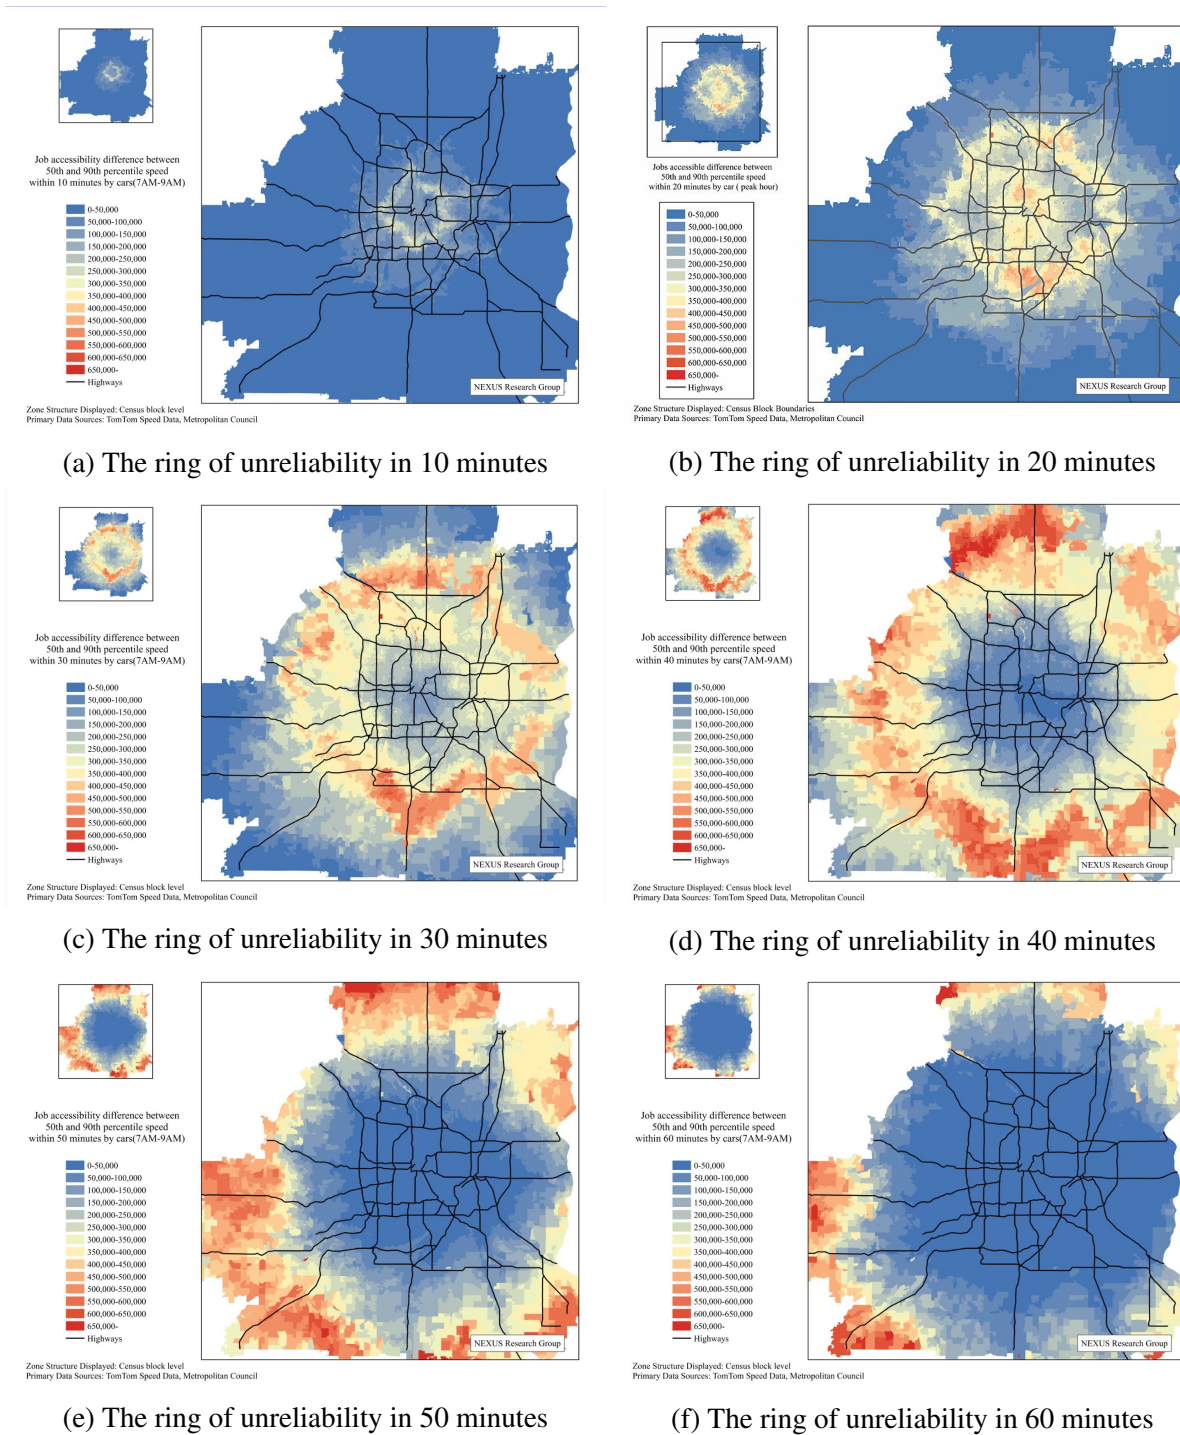 Job accessibility difference between
50th and 90th percentile speed
within 10 minutes by cars(7AM-9AM)
0-50,000
50,000-100,000
100,000-150,000
150,000-200,000
200,000-250,000
250,000-300,000
300,000-350,000
350,000-400,000
400,000-450,000
450,000-500,000
500,000-550,000
550,000-600,000
600,000-650,000
650,000-
Highways
NEXUS Research Group
Zone Structure Displayed: Census block level
Primary Data Sources: TomTom Speed Data, Metropolitan Council
(a) The ring of unreliability in 10 minutes
Jobs accessible difference between
50th and 90th percentile speed
within 20 minutes by car ( peak hour)
0-50,000
50,000-100,000
100,000-150,000
150,000-200,000
200,000-250,000
250,000-300,000
300,000-350,000
350,000-400,000
400,000-450,000
450,000-500,000
500,000-550,000
550,000-600,000
600,000-650,000
650,000-
Highways
NEXUS Research Group
Zone Structure Displayed: Census Block Boundaries
Primary Data Sources: TomTom Speed Data, Metropolitan Council
(b) The ring of unreliability in 20 minutes
Job accessibility difference between
50th and 90th percentile speed
within 30 minutes by cars(7AM-9AM)
0-50,000
50,000-100,000
100,000-150,000
150,000-200,000
200,000-250,000
250,000-300,000
300,000-350,000
350,000-400,000
400,000-450,000
450,000-500,000
500,000-550,000
550,000-600,000
600,000-650,000
650,000-
Highways
NEXUS Research Group
Zone Structure Displayed: Census block level
Primary Data Sources: TomTom Speed Data, Metropolitan Council
(c) The ring of unreliability in 30 minutes
Job accessibility difference between
50th and 90th percentile speed
within 40 minutes by cars(7AM-9AM)
0-50,000
50,000-100,000
100,000-150,000
150,000-200,000
200,000-250,000
250,000-300,000
300,000-350,000
350,000-400,000
400,000-450,000
450,000-500,000
500,000-550,000
550,000-600,000
600,000-650,000
650,000-
Highways
NEXUS Research Group
Zone Structure Displayed: Census block level
Primary Data Sources: TomTom Speed Data, Metropolitan Council
(d) The ring of unreliability in 40 minutes
Job accessibility difference between
50th and 90th percentile speed
within 50 minutes by cars(7AM-9AM)
0-50,000
50,000-100,000
100,000-150,000
150,000-200,000
200,000-250,000
250,000-300,000
300,000-350,000
350,000-400,000
400,000-450,000
450,000-500,000
500,000-550,000
550,000-600,000
600,000-650,000
650,000-
Highways
NEXUS Research Group
Zone Structure Displayed: Census block level
Primary Data Sources: TomTom Speed Data, Metropolitan Council
(e) The ring of unreliability in 50 minutes
Job accessibility difference between
50th and 90th percentile speed
within 60 minutes by cars(7AM-9AM)
0-50,000
50,000-100,000
100,000-150,000
150,000-200,000
200,000-250,000
250,000-300,000
300,000-350,000
350,000-400,000
400,000-450,000
450,000-500,000
500,000-550,000
550,000-600,000
600,000-650,000
650,000-
Highways
NEXUS Research Group
Zone Structure Displayed: Census block level
Primary Data Sources: TomTom Speed Data, Metropolitan Council
(f) The ring of unreliability in 60 minutes